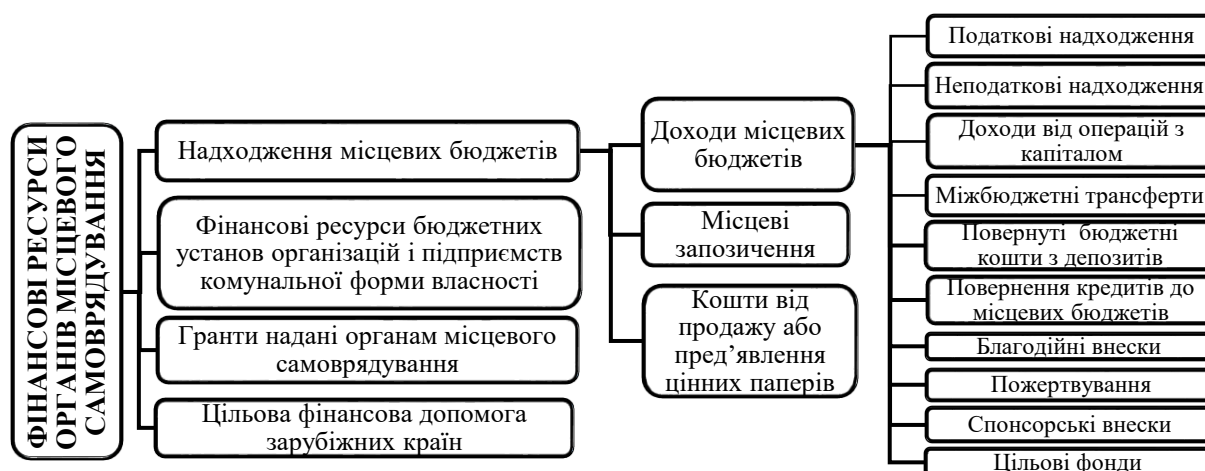 ФІНАНСОВІ РЕСУРСИ
ОРГАНІВ МІСЦЕВОГО
САМОВРЯДУВАННЯ
Надходження місцевих бюджетів
Фінансові ресурси бюджетних
установ організацій і підприємств
комунальної форми власності
Гранти надані органам місцевого
самоврядування
Цільова фінансова допомога
зарубіжних країн
Доходи місцевих
бюджетів
Місцеві
запозичення
Кошти від
продажу або
пред’явлення
цінних паперів
Податкові надходження
Неподаткові надходження
Доходи від операцій з
капіталом
Міжбюджетні трансферти
Повернуті бюджетні
кошти з депозитів
Повернення кредитів до
місцевих бюджетів
Благодійні внески
Пожертвування
Спонсорські внески
Цільові фонди